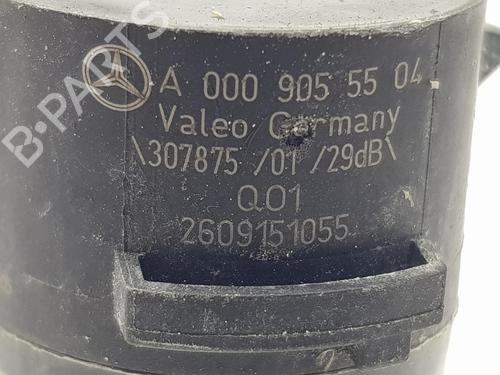 A 000 905 55 04
Valeo Germany
\307875 /01 /29dB\
Q01
2609151055
B-PARTS